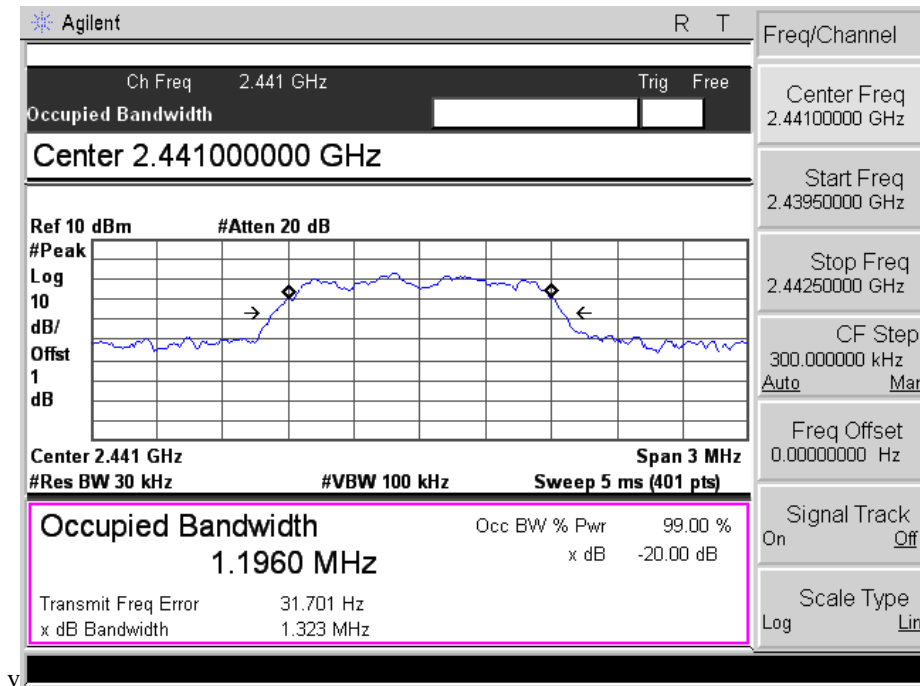 Agilent R T
Freq/Channel
Ch Freq 2.441 GHz Trig Free
Occupied Bandwidth
Center 2.441000000 GHz
Center Freq
2.44100000 GHz
Start Freq
2.43950000 GHz
Stop Freq
2.44250000 GHz
CF Step
300.000000 kHz
Auto Man
Freq Offset
0.00000000 Hz
Signal Track
On Off
Scale Type
Log Lin
Ref 10 dBm #Atten 20 dB
#Peak
Log
10
dB/
Offst
1
dB
Center 2.441 GHz Span 3 MHz
#Res BW 30 kHz #VBW 100 kHz Sweep 5 ms (401 pts)
Occupied Bandwidth Occ BW % Pwr 99.00 %
1.1960 MHz x dB -20.00 dB
Transmit Freq Error 31.701 Hz
x dB Bandwidth 1.323 MHz
v